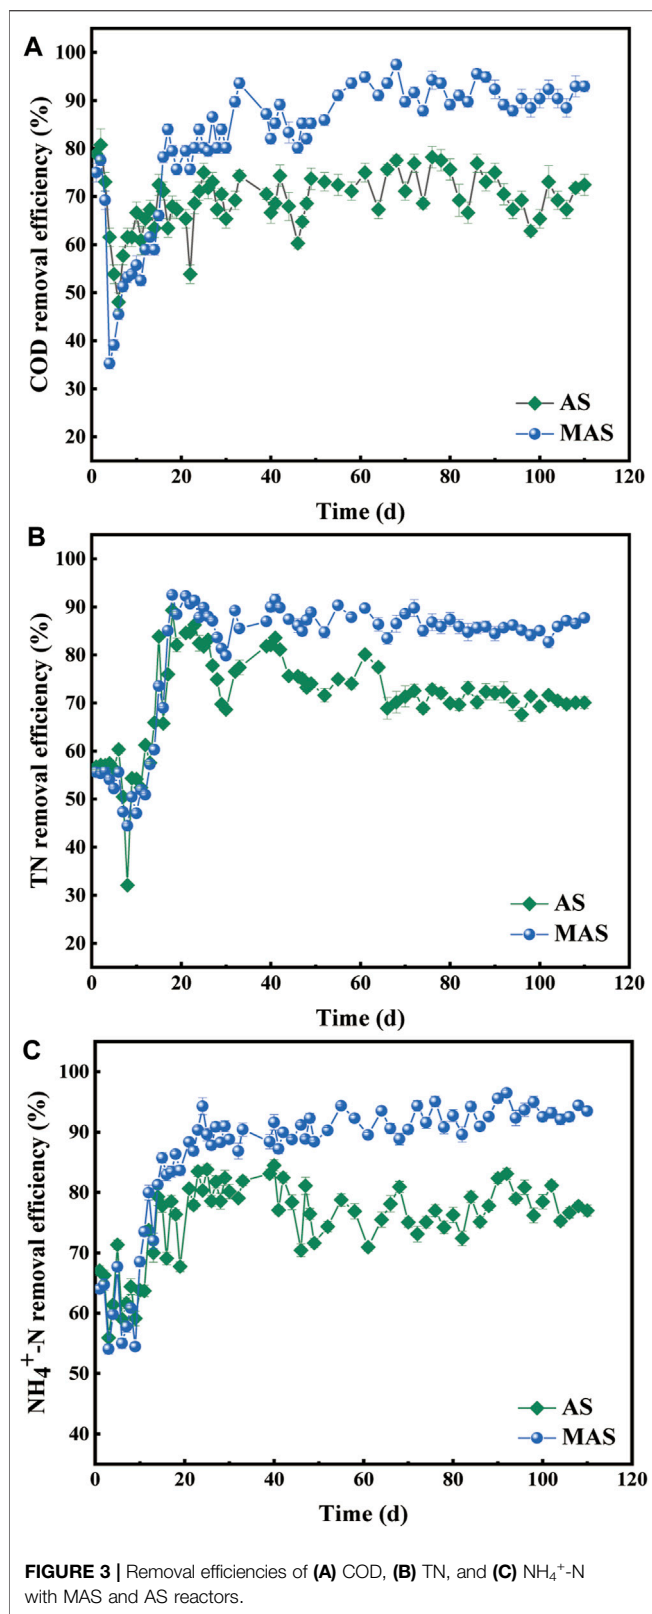 A
COD removal efficiency (%)
100
90
80
70
60
50
40
30
20
AS
MAS
0 20 40 60 80 100 120
Time (d)
B
TN removal efficiency (%)
100
90
80
70
60
50
40
30
20
AS
MAS
0 20 40 60 80 100 120
Time (d)
C
NH₄⁺-N removal efficiency (%)
100
90
80
70
60
50
40
AS
MAS
0 20 40 60 80 100 120
Time (d)
FIGURE 3 | Removal efficiencies of (A) COD, (B) TN, and (C) NH₄⁺-N
with MAS and AS reactors.